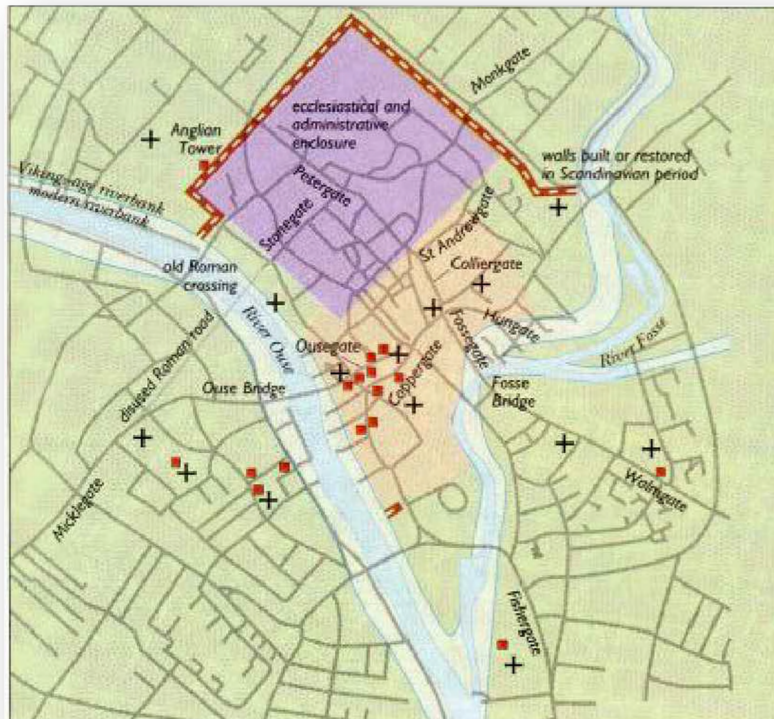 Monkgate
ecclesiastical and
administrative
enclosure
Anglian
Tower
walls built or restored
in Scandinavian period
Viking-age riverbank
modern riverbank
Petergate
Stonegate
St Andrewgate
Colliergate
old Roman
crossing
River Ouse
Hungate
Fossegate
River Fosse
disused Roman road
Ousegate
Ouse Bridge
Coppergate
Fosse
Bridge
Micklegate
Walmgate
Fishergate